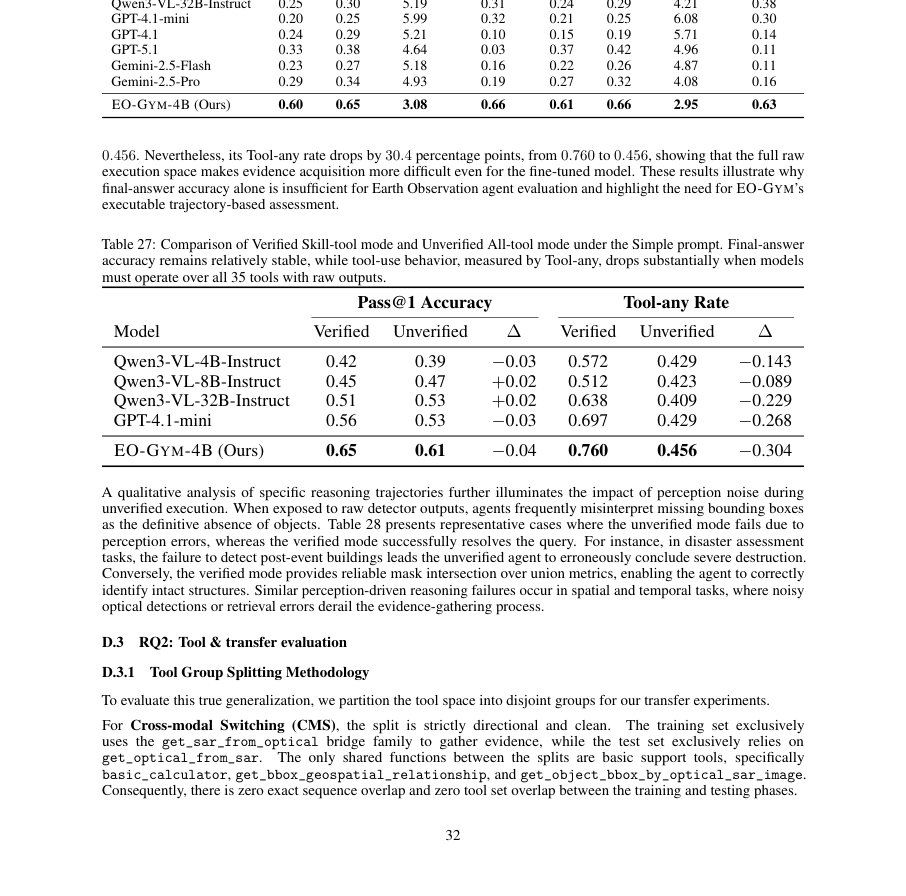 Qwen3-VL-32B-Instruct 0.25 0.30 5.19 0.31 0.24 0.29 4.21 0.38
GPT-4.1-mini 0.20 0.25 5.99 0.32 0.21 0.25 6.08 0.30
GPT-4.1 0.24 0.29 5.21 0.10 0.15 0.19 5.71 0.14
GPT-5.1 0.33 0.38 4.64 0.03 0.37 0.42 4.96 0.11
Gemini-2.5-Flash 0.23 0.27 5.18 0.16 0.22 0.26 4.87 0.11
Gemini-2.5-Pro 0.29 0.34 4.93 0.19 0.27 0.32 4.08 0.16
EO-GYM-4B (Ours) 0.60 0.65 3.08 0.66 0.61 0.66 2.95 0.63
0.456. Nevertheless, its Tool-any rate drops by 30.4 percentage points, from 0.760 to 0.456, showing that the full raw
execution space makes evidence acquisition more difficult even for the fine-tuned model. These results illustrate why
final-answer accuracy alone is insufficient for Earth Observation agent evaluation and highlight the need for EO-GYM's
executable trajectory-based assessment.
Table 27: Comparison of Verified Skill-tool mode and Unverified All-tool mode under the Simple prompt. Final-answer
accuracy remains relatively stable, while tool-use behavior, measured by Tool-any, drops substantially when models
must operate over all 35 tools with raw outputs.
Pass@1 Accuracy Tool-any Rate
Model Verified Unverified Δ Verified Unverified Δ
Qwen3-VL-4B-Instruct 0.42 0.39 −0.03 0.572 0.429 −0.143
Qwen3-VL-8B-Instruct 0.45 0.47 +0.02 0.512 0.423 −0.089
Qwen3-VL-32B-Instruct 0.51 0.53 +0.02 0.638 0.409 −0.229
GPT-4.1-mini 0.56 0.53 −0.03 0.697 0.429 −0.268
EO-GYM-4B (Ours) 0.65 0.61 −0.04 0.760 0.456 −0.304
A qualitative analysis of specific reasoning trajectories further illuminates the impact of perception noise during
unverified execution. When exposed to raw detector outputs, agents frequently misinterpret missing bounding boxes
as the definitive absence of objects. Table 28 presents representative cases where the unverified mode fails due to
perception errors, whereas the verified mode successfully resolves the query. For instance, in disaster assessment
tasks, the failure to detect post-event buildings leads the unverified agent to erroneously conclude severe destruction.
Conversely, the verified mode provides reliable mask intersection over union metrics, enabling the agent to correctly
identify intact structures. Similar perception-driven reasoning failures occur in spatial and temporal tasks, where noisy
optical detections or retrieval errors derail the evidence-gathering process.
D.3 RQ2: Tool & transfer evaluation
D.3.1 Tool Group Splitting Methodology
To evaluate this true generalization, we partition the tool space into disjoint groups for our transfer experiments.
For Cross-modal Switching (CMS), the split is strictly directional and clean. The training set exclusively
uses the get_sar_from_optical bridge family to gather evidence, while the test set exclusively relies on
get_optical_from_sar. The only shared functions between the splits are basic support tools, specifically
basic_calculator, get_bbox_geospatial_relationship, and get_object_bbox_by_optical_sar_image.
Consequently, there is zero exact sequence overlap and zero tool set overlap between the training and testing phases.
32